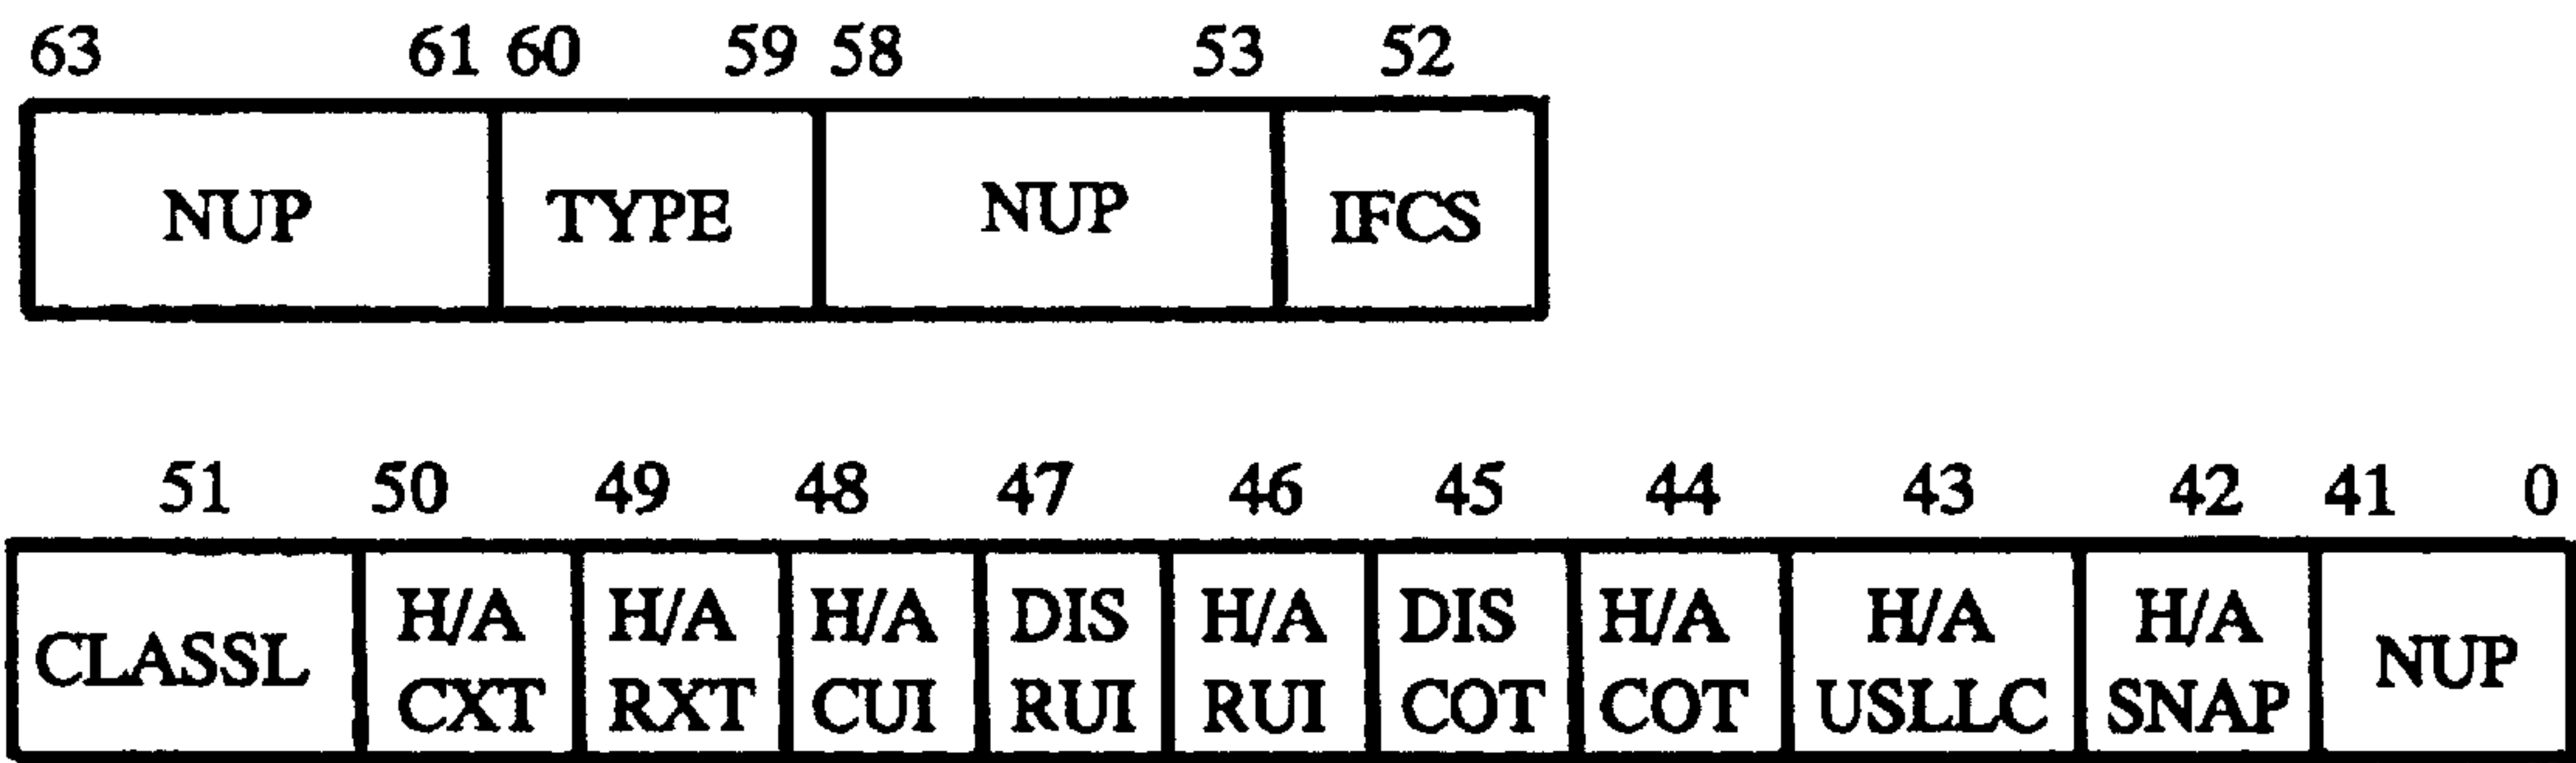 63 61 60 59 58 53 52
NUP TYPE NUP IFCS
51 50 49 48 47 46 45 44 43 42 41 0
CLASSL H/A CXT H/A RXT H/A CUI DIS RUI H/A RUI DIS COT H/A COT H/A USLLC H/A SNAP NUP